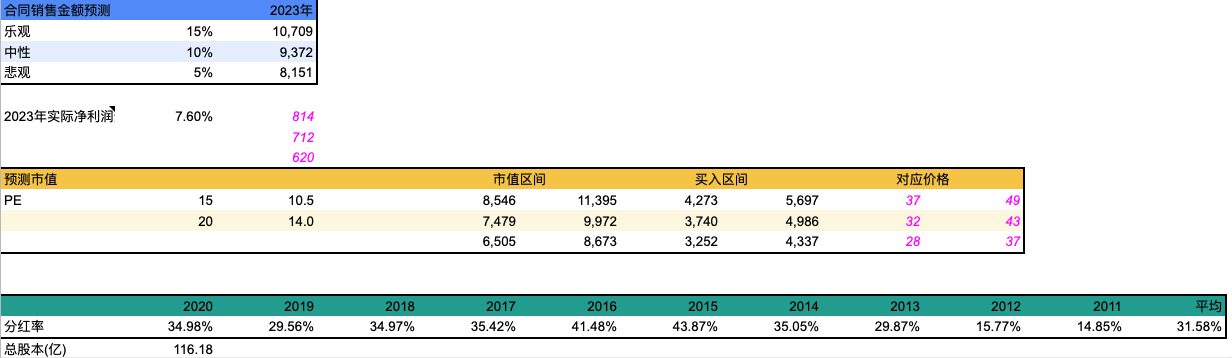 合同销售金额预测 2023年
乐观 15% 10,709
中性 10% 9,372
悲观 5% 8,151
2023年实际净利润 7.60% 814
712
620
预测市值 市值区间 买入区间 对应价格
PE 15 10.5 8,546 11,395 4,273 5,697 37 49
20 14.0 7,479 9,972 3,740 4,986 32 43
6,505 8,673 3,252 4,337 28 37
2020 2019 2018 2017 2016 2015 2014 2013 2012 2011 平均
分红率 34.98% 29.56% 34.97% 35.42% 41.48% 43.87% 35.05% 29.87% 15.77% 14.85% 31.58%
总股本(亿) 116.18